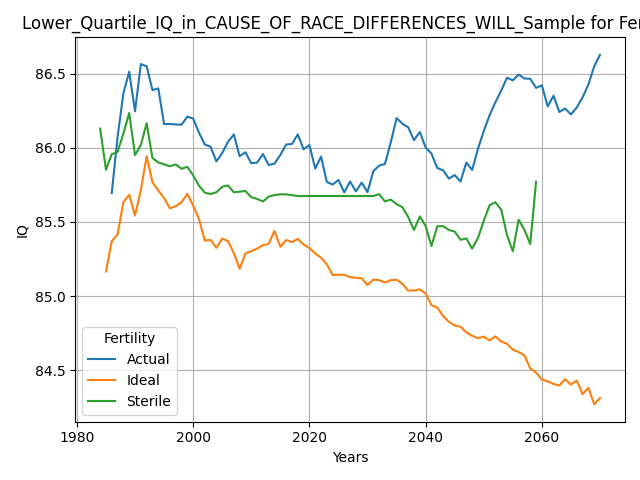 Lower_Quartile_IQ_in_CAUSE_OF_RACE_DIFFERENCES_WILL_Sample for Fer
86.5
86.0
85.5
85.0
84.5
IQ
Fertility
Actual
Ideal
Sterile
1980
2000
2020
2040
2060
Years